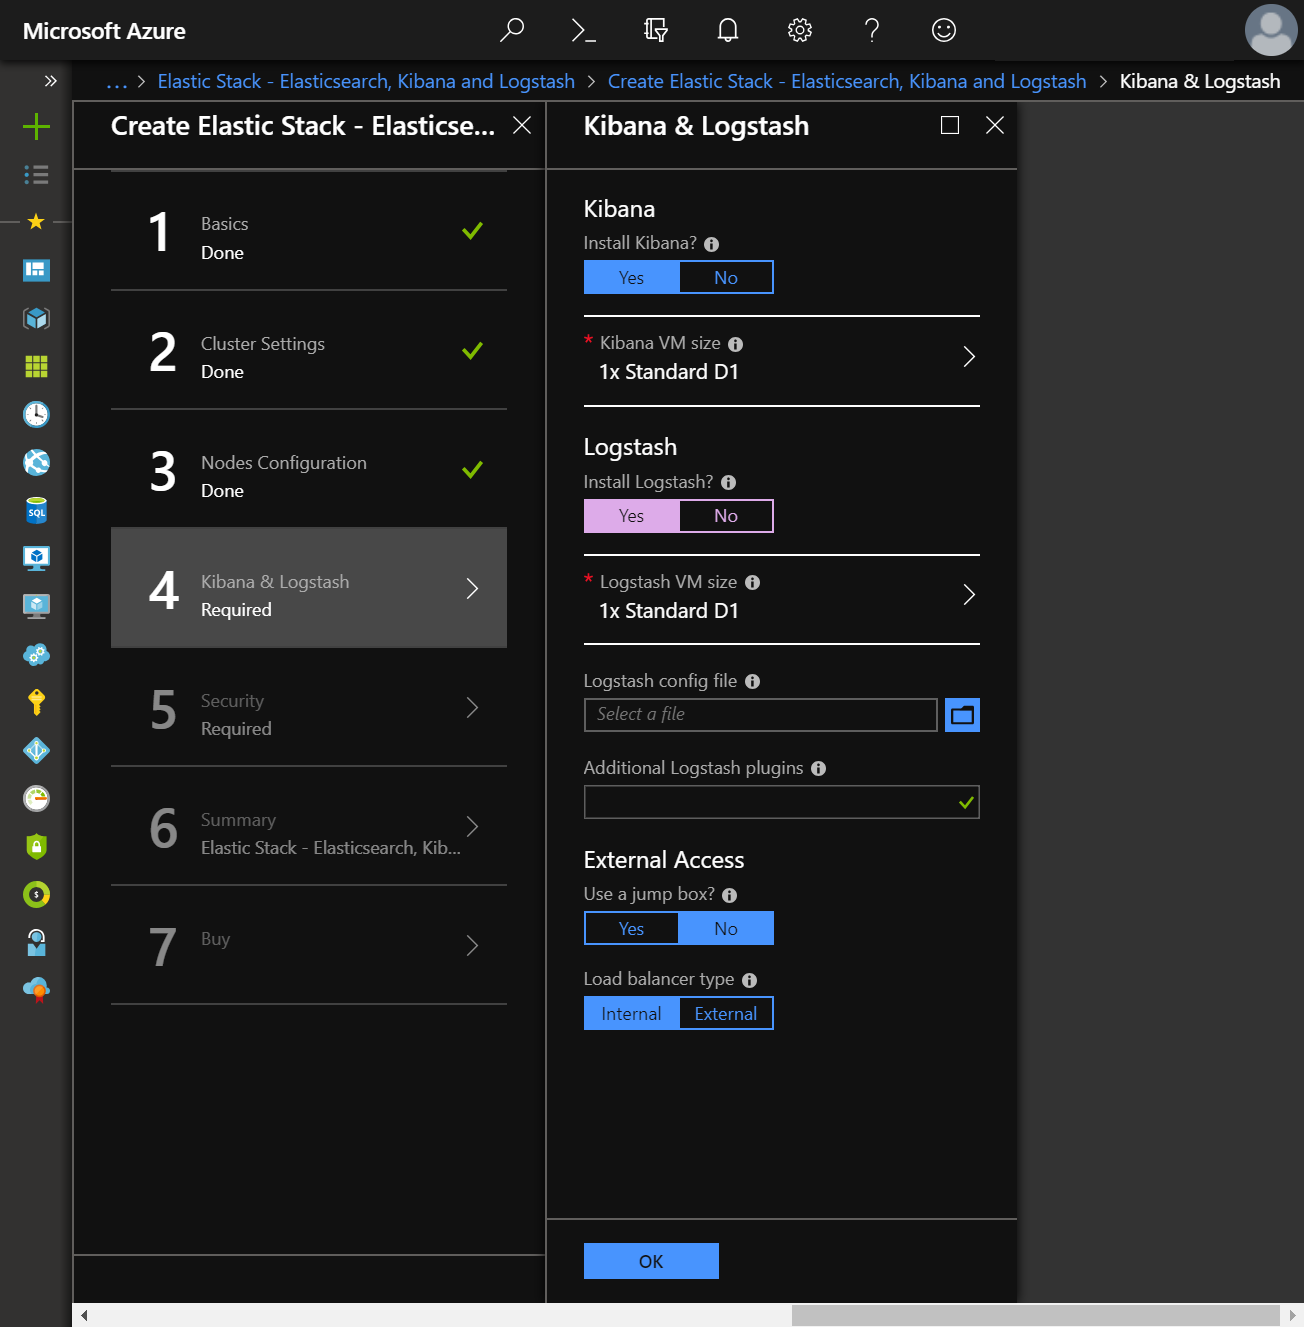 Microsoft Azure
... > Elastic Stack - Elasticsearch, Kibana and Logstash > Create Elastic Stack - Elasticsearch, Kibana and Logstash > Kibana & Logstash
Create Elastic Stack - Elasticse...
1
Basics
Done
2
Cluster Settings
Done
3
Nodes Configuration
Done
4
Kibana & Logstash
Required
5
Security
Required
6
Summary
Elastic Stack - Elasticsearch, Kib...
7
Buy
Kibana & Logstash
Kibana
Install Kibana?
Yes No
* Kibana VM size
1x Standard D1
Logstash
Install Logstash?
Yes No
* Logstash VM size
1x Standard D1
Logstash config file
Select a file
Additional Logstash plugins
External Access
Use a jump box?
Yes No
Load balancer type
Internal External
OK
SQL